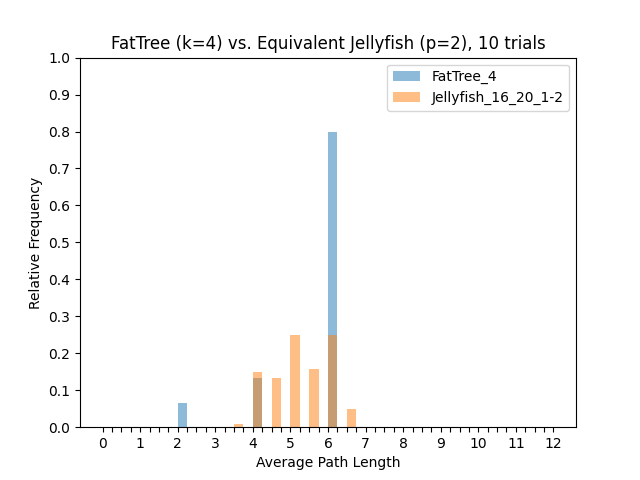 FatTree (k=4) vs. Equivalent Jellyfish (p=2), 10 trials
FatTree_4
Jellyfish_16_20_1-2
1.0
0.9
0.8
0.7
0.6
0.5
0.4
0.3
0.2
0.1
0.0
Relative Frequency
0 1 2 3 4 5 6 7 8 9 10 11 12
Average Path Length